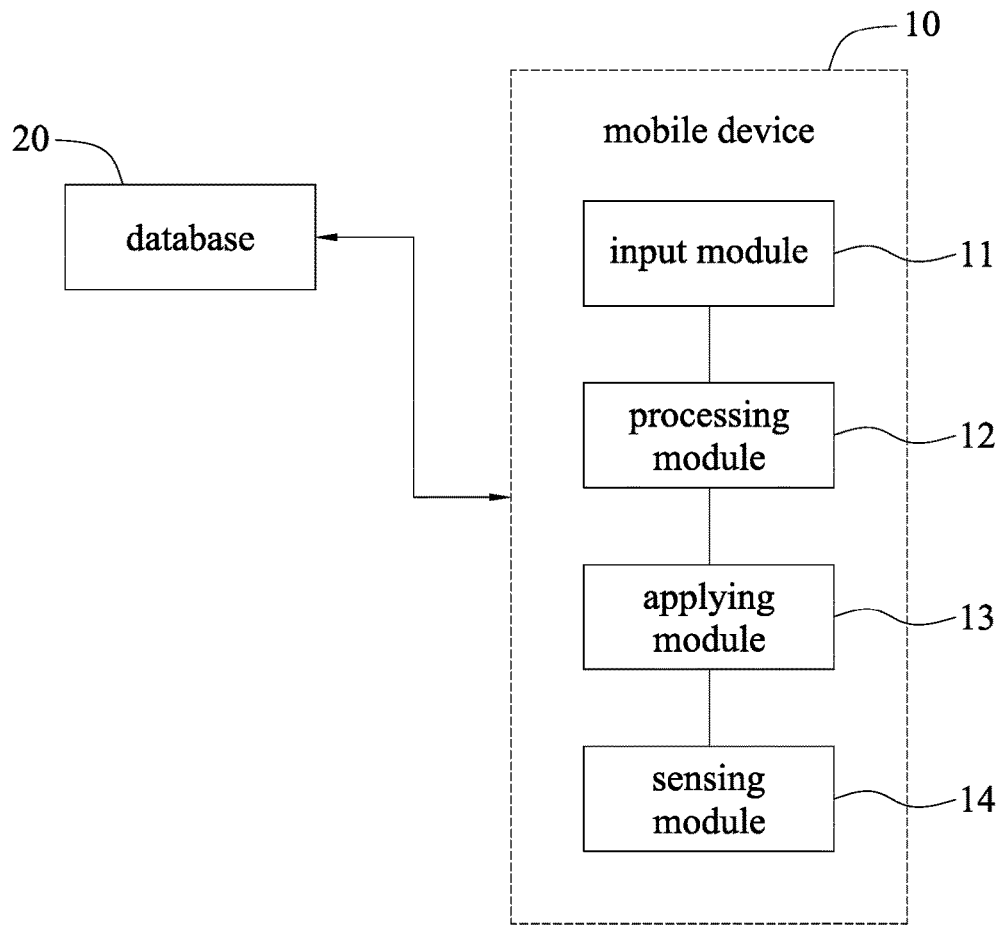 10
mobile device
20
database
input module
11
processing
module
12
applying
module
13
sensing
module
14